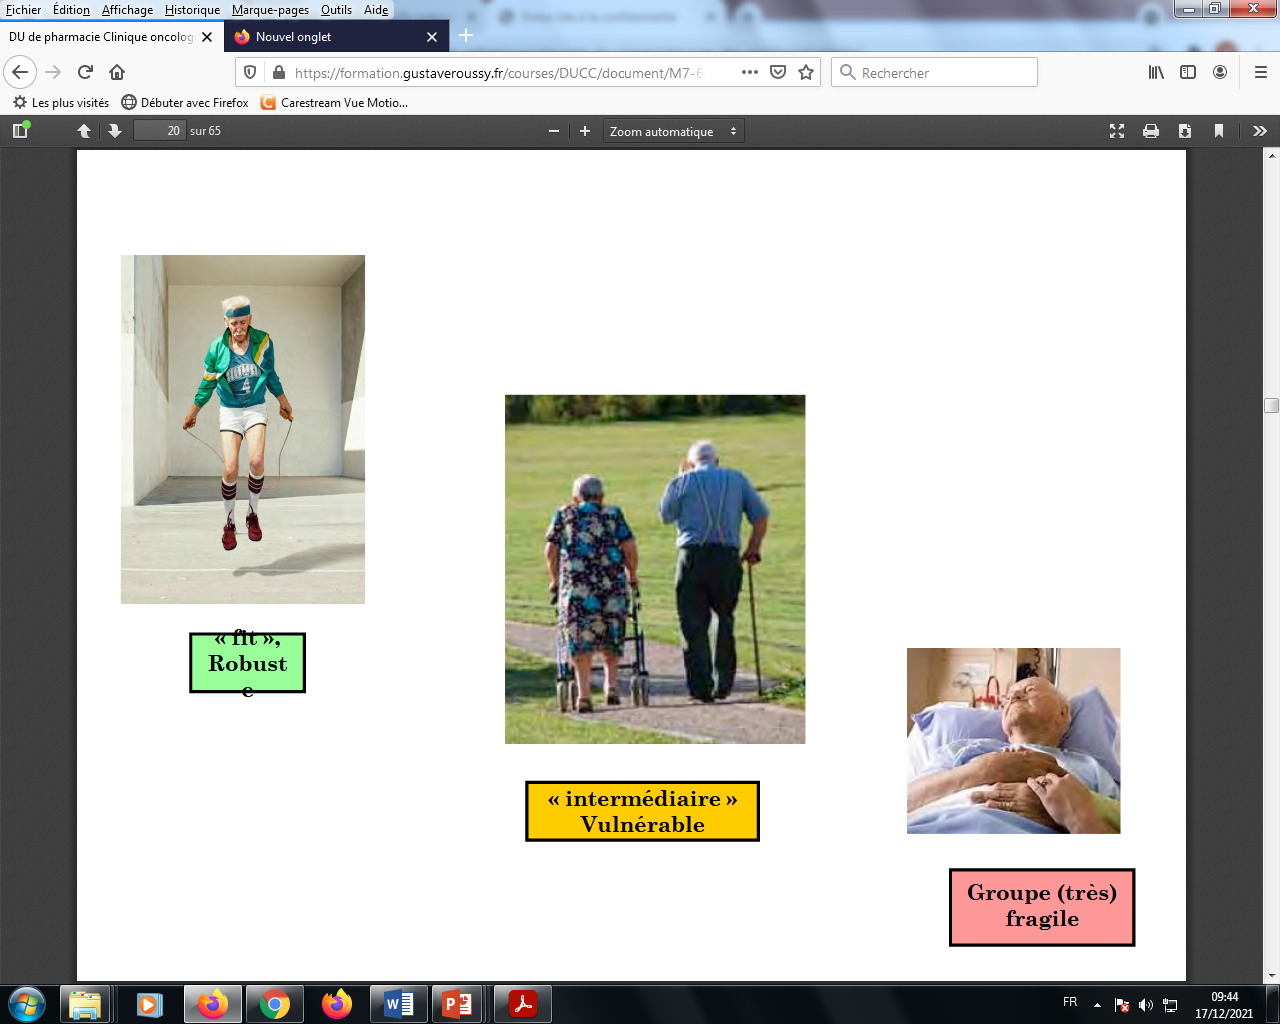 Fichier Édition Affichage Historique Marque-pages Outils Aide
DU de pharmacie Clinique oncolog
Nouvel onglet
https://formation.gustaveroussy.fr/courses/DUCC/document/M7-6
Rechercher
Les plus visités
Débuter avec Firefox
Carestream Vue Motio...
20 sur 65
Zoom automatique
HOMO
4
« fit »,
Robust
e
« intermédiaire »
Vulnérable
Groupe (très)
fragile
FR
09:44
17/12/2021